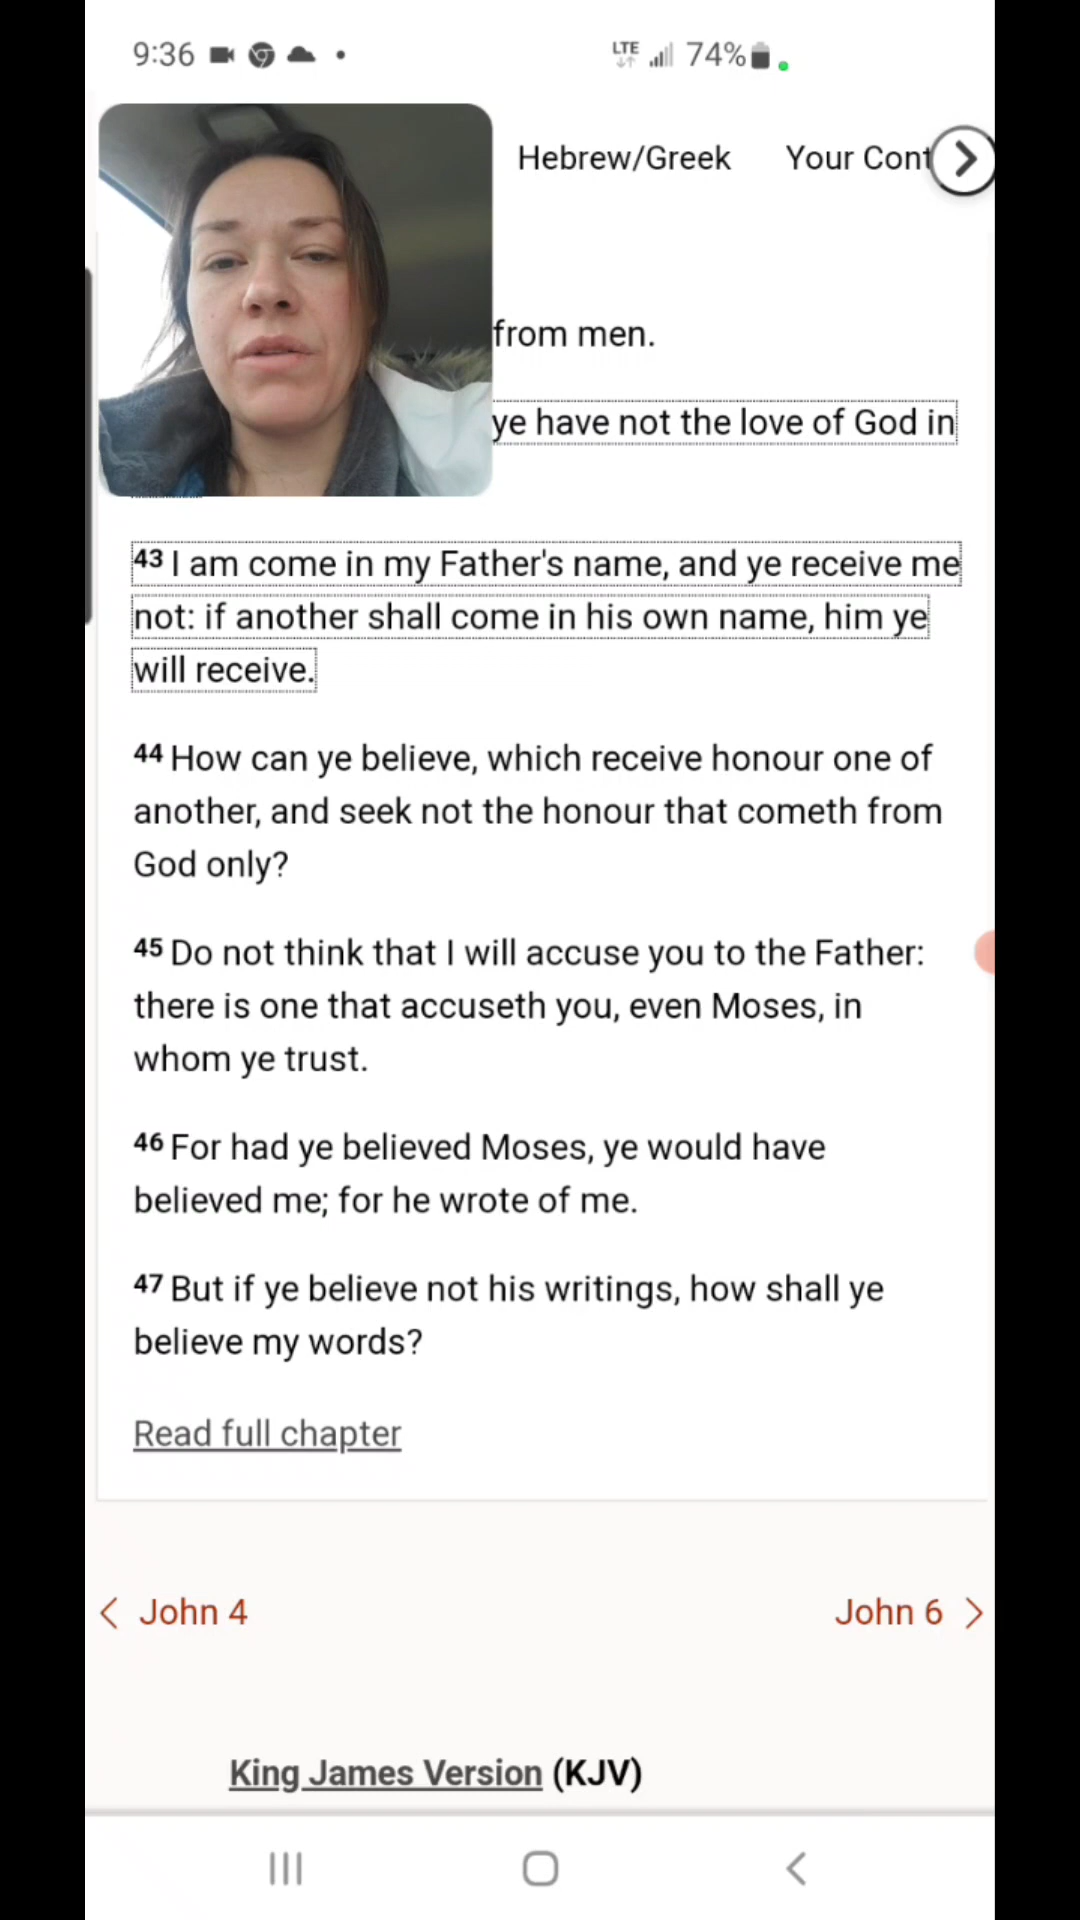 9:36 LTE 74%
Hebrew/Greek Your Cont
from men.
ye have not the love of God in
43 I am come in my Father's name, and ye receive me
not: if another shall come in his own name, him ye
will receive.
44 How can ye believe, which receive honour one of
another, and seek not the honour that cometh from
God only?
45 Do not think that I will accuse you to the Father:
there is one that accuseth you, even Moses, in
whom ye trust.
46 For had ye believed Moses, ye would have
believed me; for he wrote of me.
47 But if ye believe not his writings, how shall ye
believe my words?
Read full chapter
John 4 John 6
King James Version (KJV)